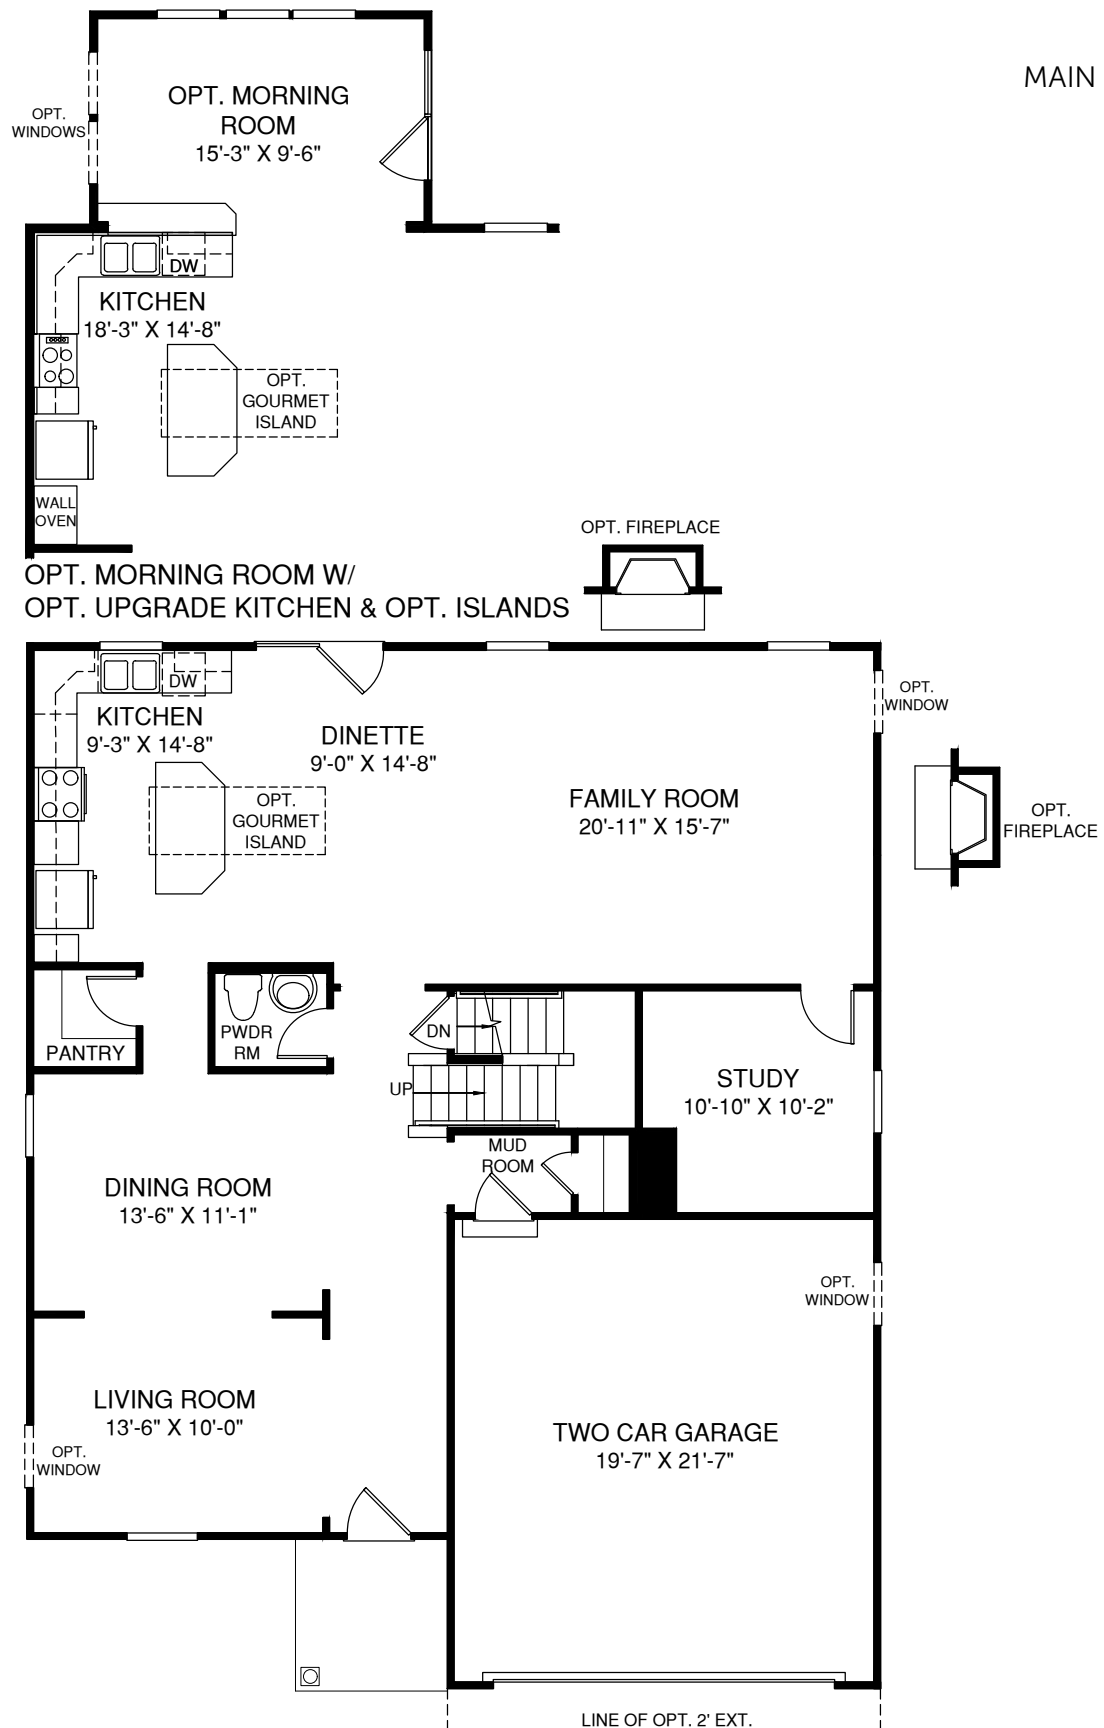 MAIN
OPT. MORNING
ROOM
15'-3" X 9'-6"
OPT.
WINDOWS
DW
KITCHEN
18'-3" X 14'-8"
OPT.
GOURMET
ISLAND
WALL
OVEN
OPT. FIREPLACE
OPT. MORNING ROOM W/
OPT. UPGRADE KITCHEN & OPT. ISLANDS
DW
KITCHEN
9'-3" X 14'-8"
DINETTE
9'-0" X 14'-8"
OPT.
WINDOW
OPT.
GOURMET
ISLAND
FAMILY ROOM
20'-11" X 15'-7"
OPT.
FIREPLACE
PANTRY
PWDR
RM
DN
UP
STUDY
10'-10" X 10'-2"
MUD
ROOM
DINING ROOM
13'-6" X 11'-1"
OPT.
WINDOW
LIVING ROOM
13'-6" X 10'-0"
OPT.
WINDOW
TWO CAR GARAGE
19'-7" X 21'-7"
LINE OF OPT. 2' EXT.